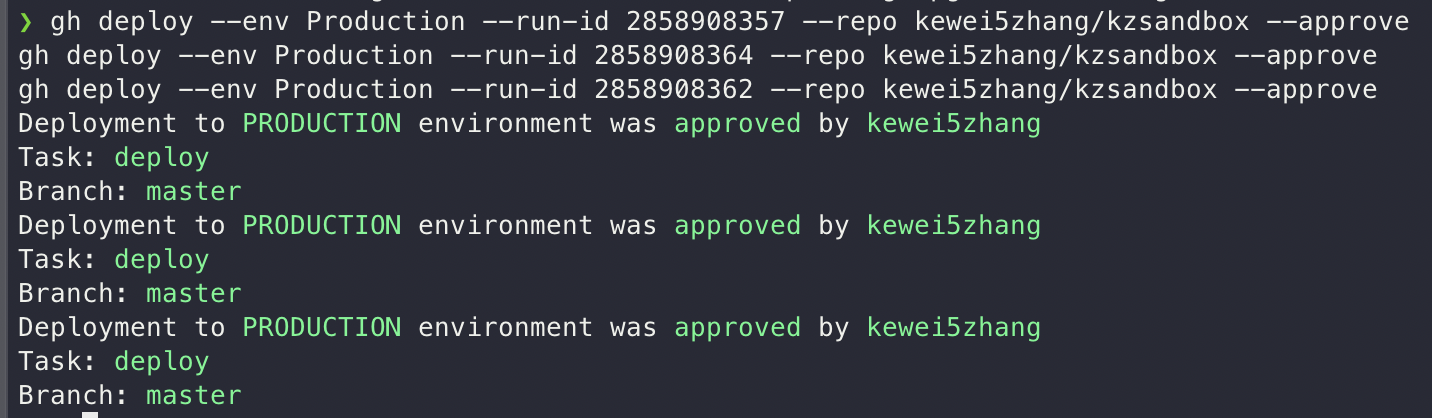 ❯ gh deploy --env Production --run-id 2858908357 --repo kewei5zhang/kzsandbox --approve
gh deploy --env Production --run-id 2858908364 --repo kewei5zhang/kzsandbox --approve
gh deploy --env Production --run-id 2858908362 --repo kewei5zhang/kzsandbox --approve
Deployment to PRODUCTION environment was approved by kewei5zhang
Task: deploy
Branch: master
Deployment to PRODUCTION environment was approved by kewei5zhang
Task: deploy
Branch: master
Deployment to PRODUCTION environment was approved by kewei5zhang
Task: deploy
Branch: master